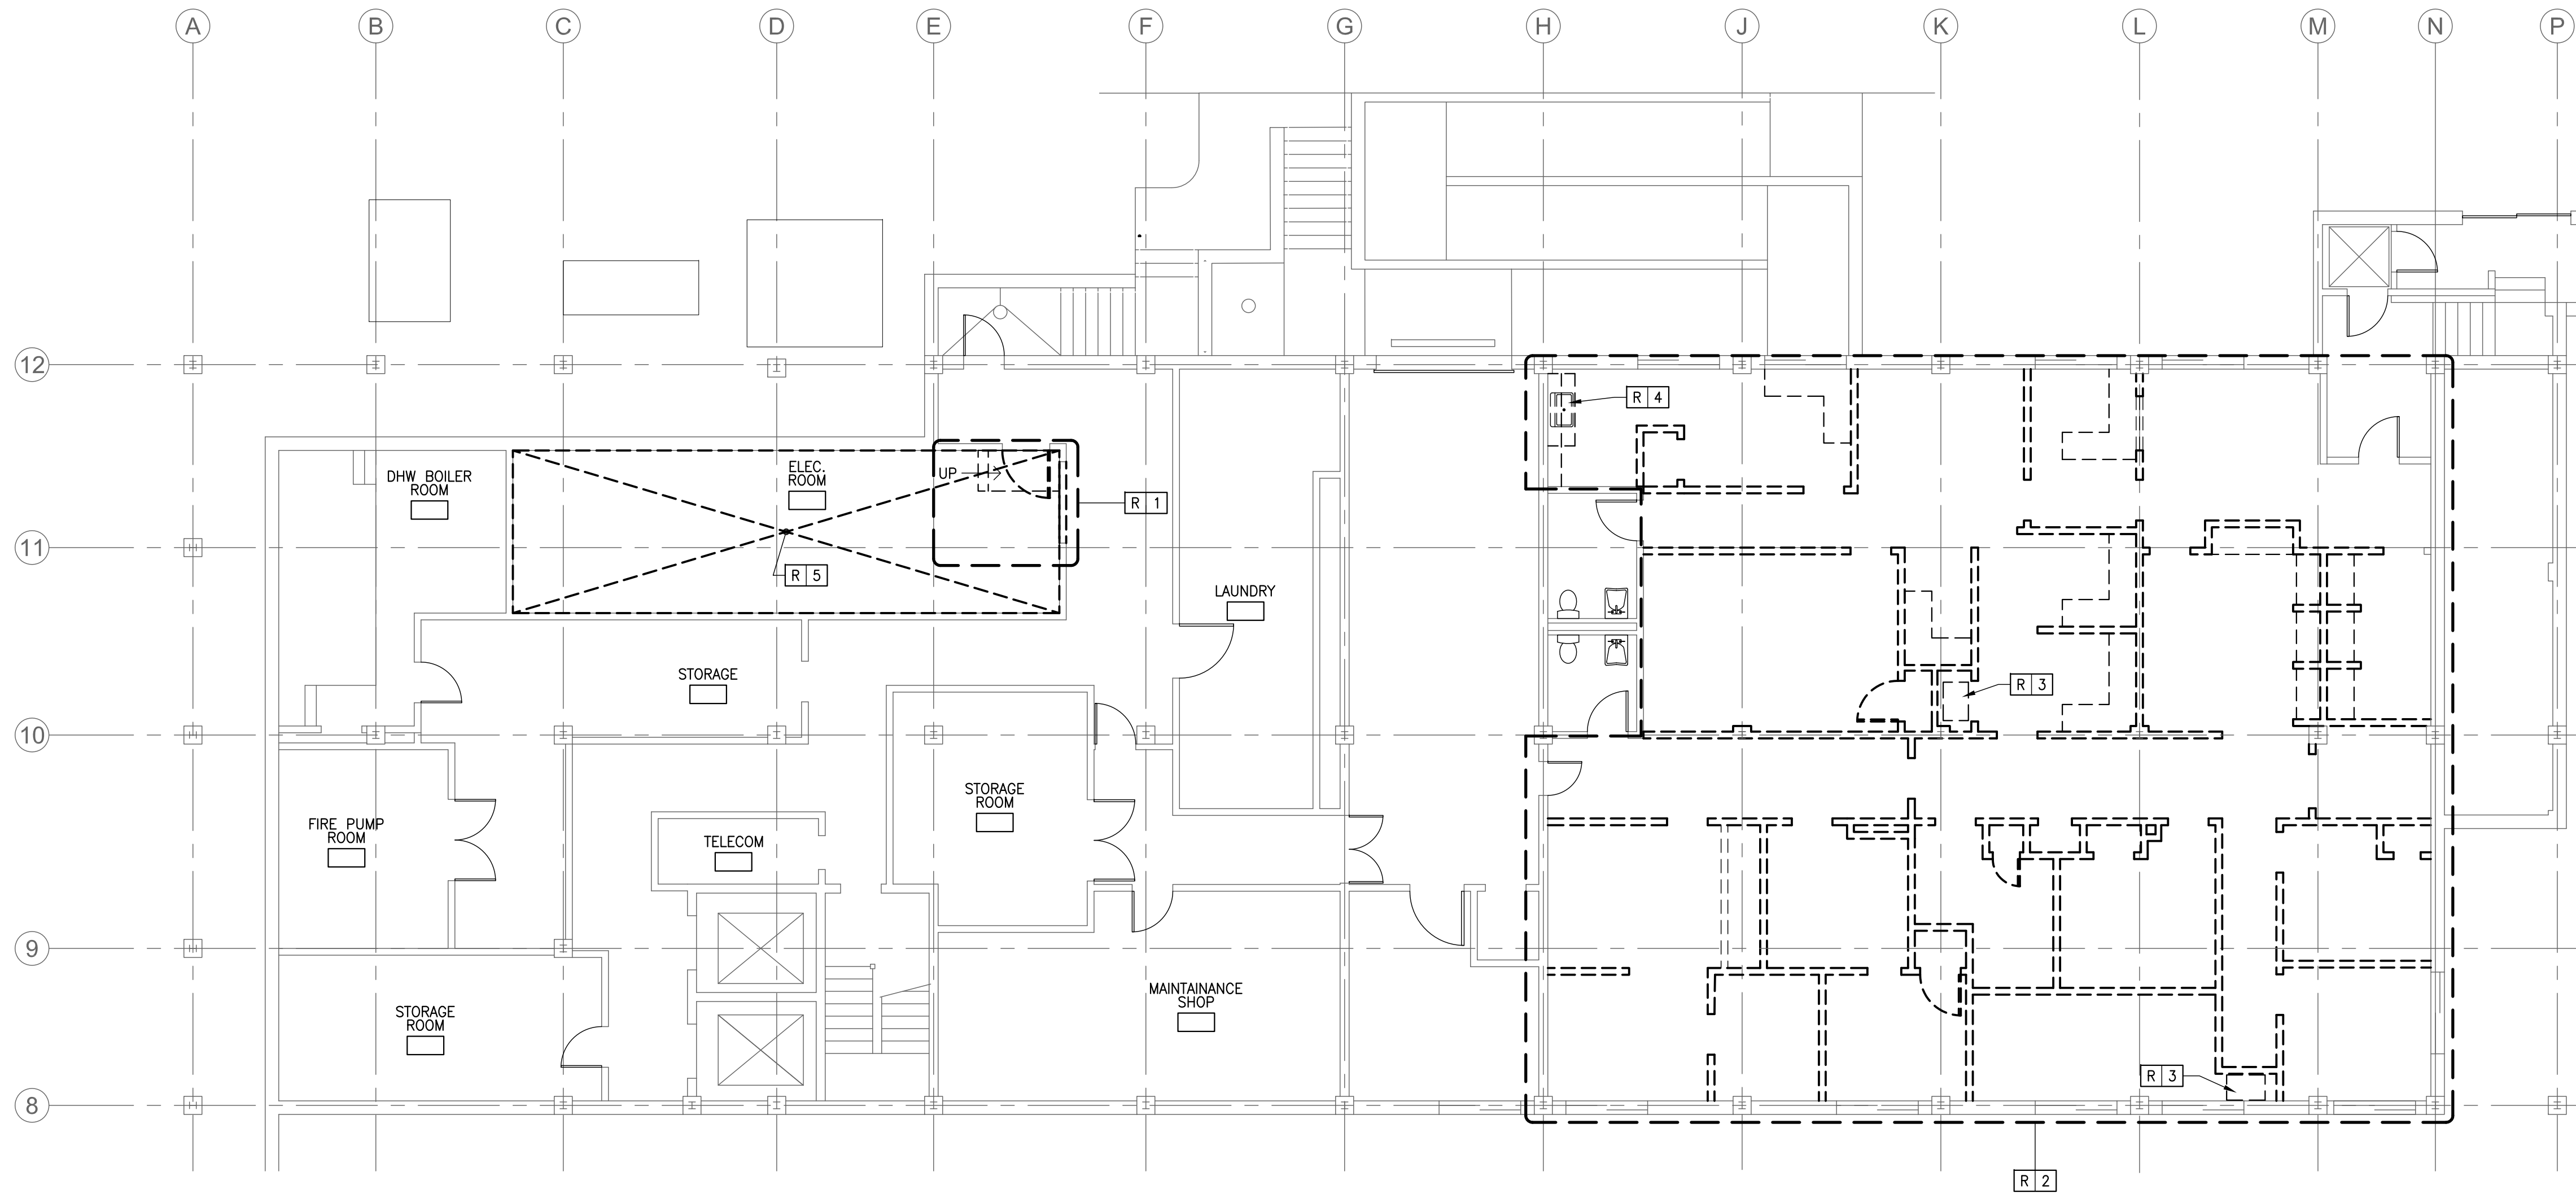 A B C D E F G H J K L M N P
12
R 4
DHW BOILER
ROOM
ELEC.
ROOM
UP
R 1
11
R 5
LAUNDRY
STORAGE
R 3
10
STORAGE
ROOM
FIRE PUMP
ROOM
TELECOM
9
MAINTAINANCE
SHOP
STORAGE
ROOM
R 3
8
R 2